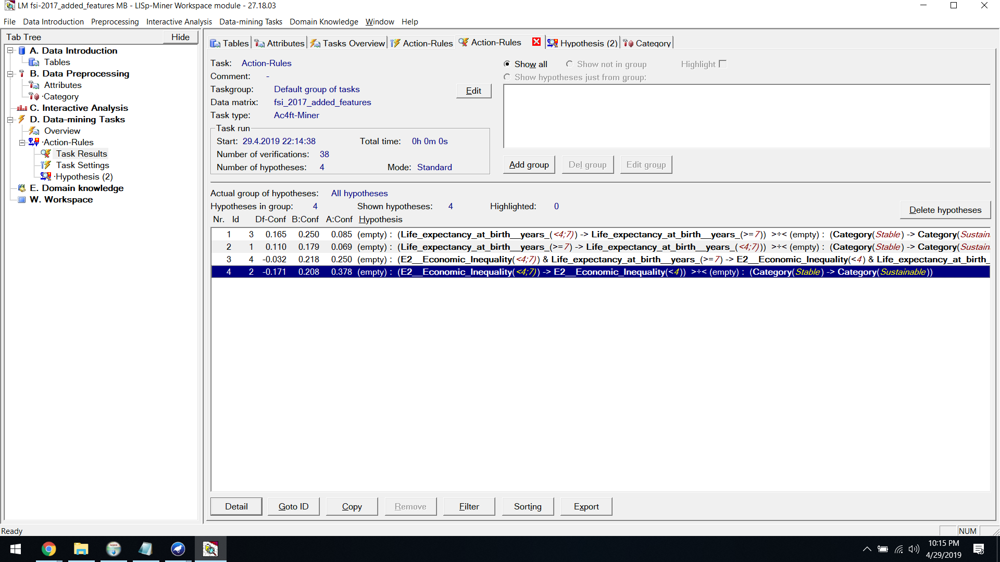 LM fsi-2017_added_features MB - LISp-Miner Workspace module - 27.18.03
File Data Introduction Preprocessing Interactive Analysis Data-mining Tasks Domain Knowledge Window Help
Tab Tree Hide
A. Data Introduction
Tables
B. Data Preprocessing
Attributes
·Category
C. Interactive Analysis
D. Data-mining Tasks
Overview
·Action-Rules
Task Results
Task Settings
·Hypothesis (2)
E. Domain knowledge
W. Workspace
Tables Attributes Tasks Overview Action-Rules Action-Rules Hypothesis (2) Category
Task: Action-Rules
Comment: -
Taskgroup: Default group of tasks
Data matrix: fsi_2017_added_features
Task type: Ac4ft-Miner
Edit
Task run
Start: 29.4.2019 22:14:38 Total time: 0h 0m 0s
Number of verifications: 38
Number of hypotheses: 4 Mode: Standard
Show all Show not in group Highlight
Show hypotheses just from group:
Add group Del group Edit group
Actual group of hypotheses: All hypotheses
Hypotheses in group: 4 Shown hypotheses: 4 Highlighted: 0
Delete hypotheses
Nr. Id Df-Conf B:Conf A:Conf Hypothesis
1 3 0.165 0.250 0.085 (empty) : (Life_expectancy_at_birth__years_(<4;7)) -> Life_expectancy_at_birth__years_(>=7)) >÷< (empty) : (Category(Stable) -> Category(Sustain
2 1 0.110 0.179 0.069 (empty) : (Life_expectancy_at_birth__years_(>=7) -> Life_expectancy_at_birth__years_(<4;7))) >÷< (empty) : (Category(Stable) -> Category(Sustain
3 4 -0.032 0.218 0.250 (empty) : (E2__Economic_Inequality(<4;7)) & Life_expectancy_at_birth__years_(>=7) -> E2__Economic_Inequality(<4) & Life_expectancy_at_birth_
4 2 -0.171 0.208 0.378 (empty) : (E2__Economic_Inequality(<4;7)) -> E2__Economic_Inequality(<4)) >÷< (empty) : (Category(Stable) -> Category(Sustainable))
Detail Goto ID Copy Remove Filter Sorting Export
Ready
NUM
10:15 PM
4/29/2019